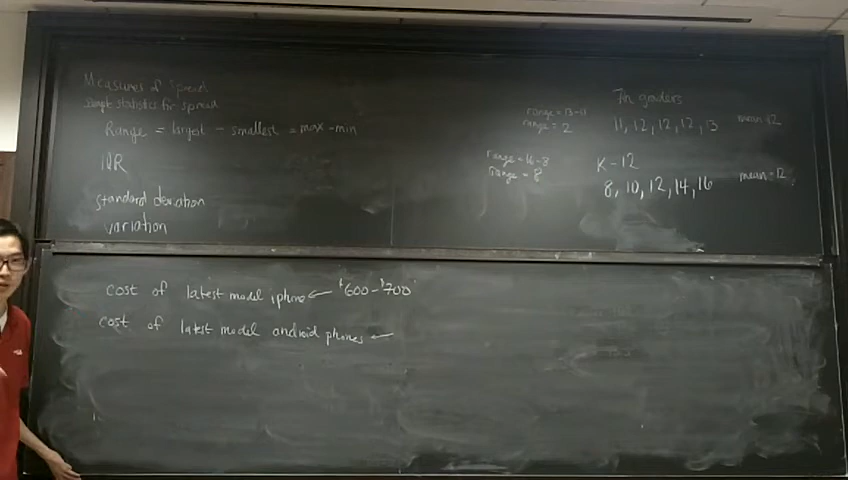 Measures of Spread
simple statistics for spread
Range = largest - smallest = max - min
IQR
standard deviation
variation
7th graders
range = 13-11
range = 2
11, 12, 12, 12, 13
mean = 12
K-12
range = 16-8
range = 8
8, 10, 12, 14, 16
mean = 12
cost of latest model iphone ← $600 - $700
cost of latest model android phones ←